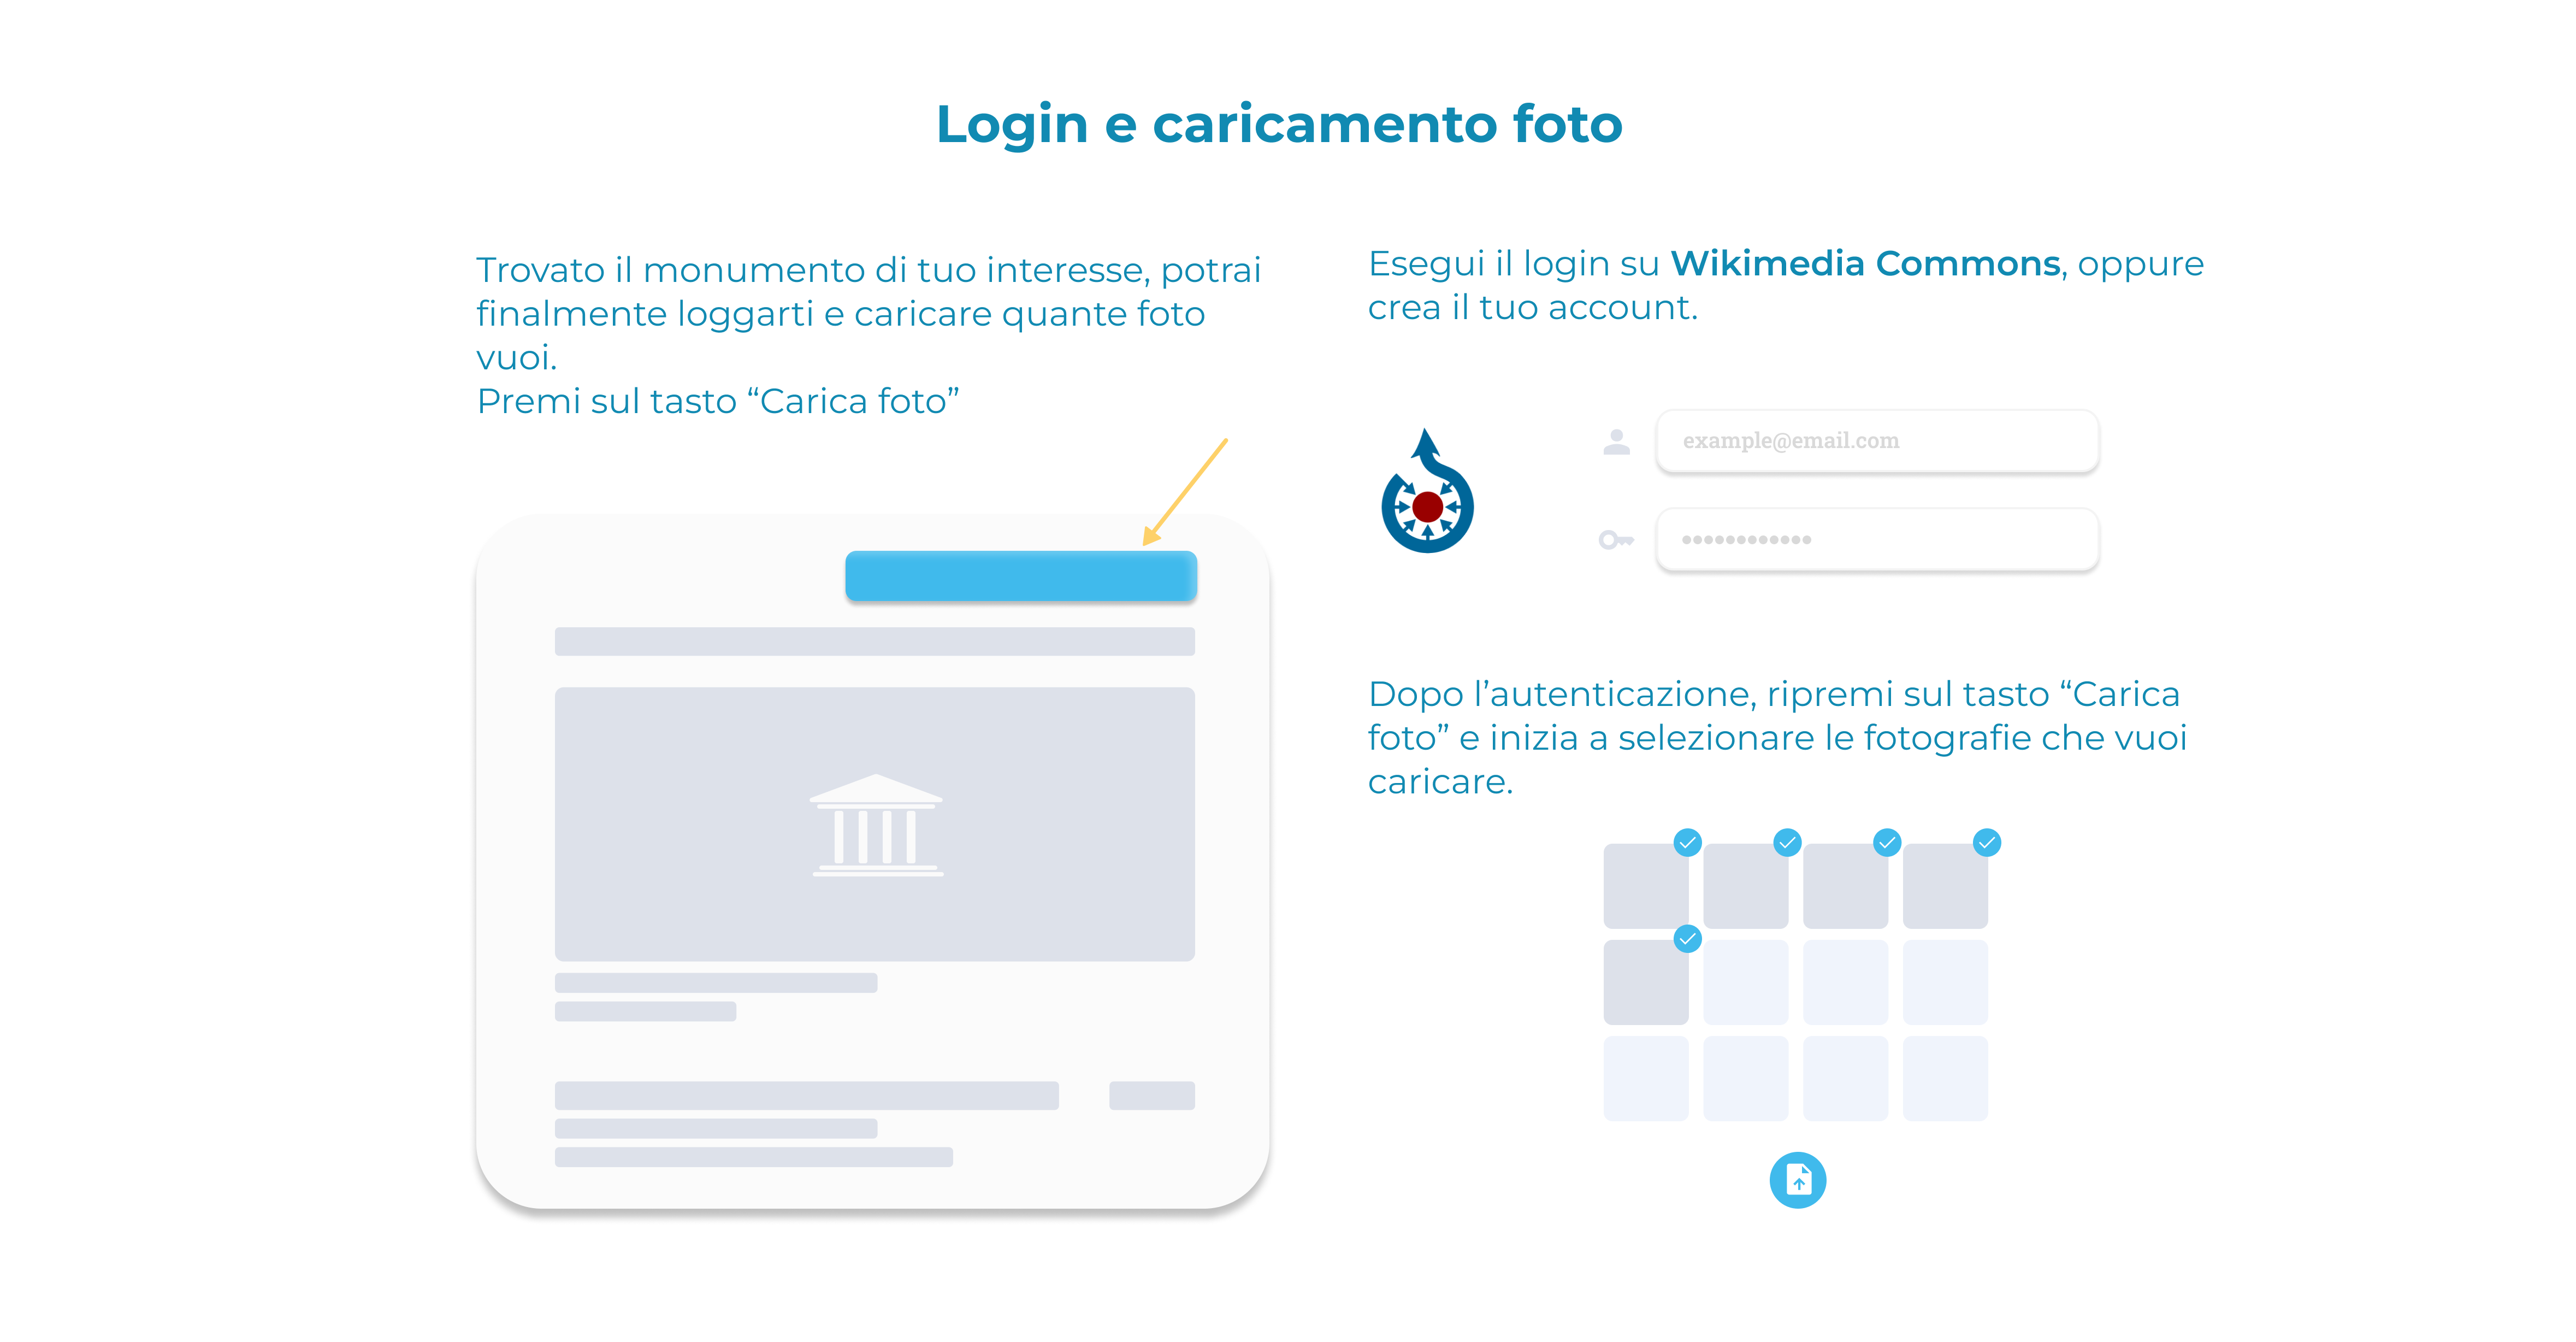 Login e caricamento foto
Trovato il monumento di tuo interesse, potrai
finalmente loggarti e caricare quante foto
vuoi.
Premi sul tasto “Carica foto”
Esegui il login su Wikimedia Commons, oppure
crea il tuo account.
example@email.com
••••••••••••
Dopo l’autenticazione, ripremi sul tasto “Carica
foto” e inizia a selezionare le fotografie che vuoi
caricare.